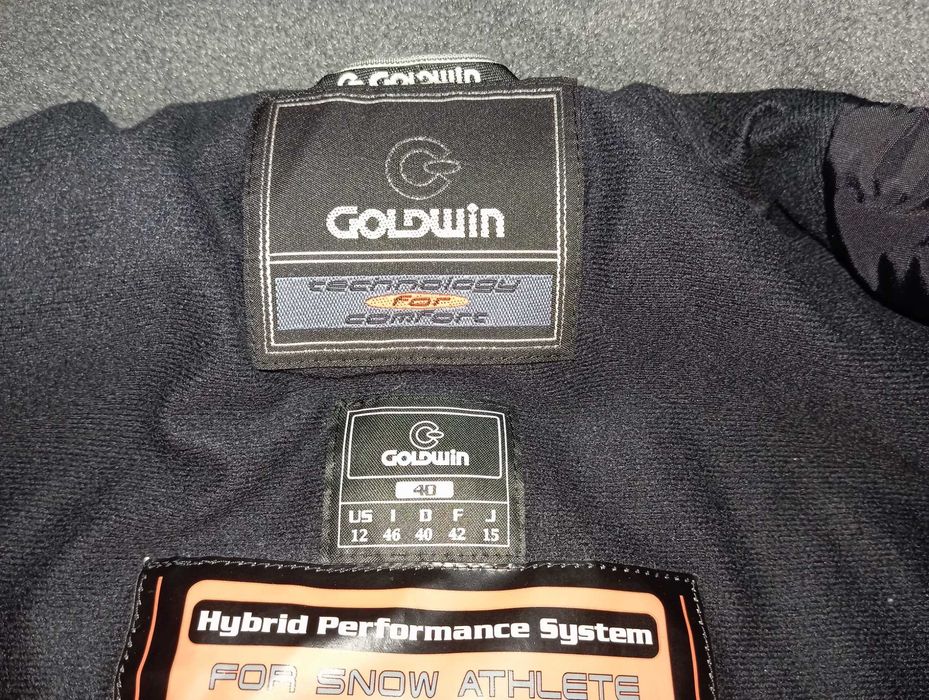 GOLDWIN
GOLDWIN
technology
for
comfort
GOLDWIN
40
US I D F J
12 46 40 42 15
Hybrid Performance System
FOR SNOW ATHLETE